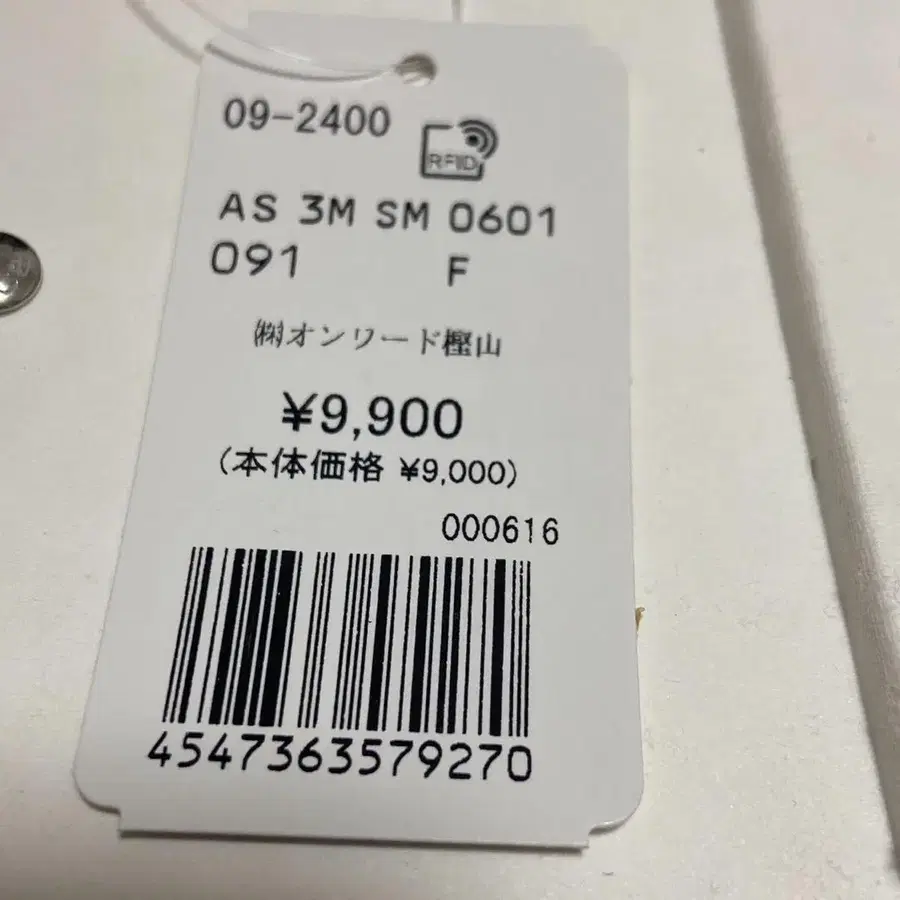 09-2400
RFID
AS 3M SM 0601
091 F
㈱オンワード樫山
¥9,900
(本体価格 ¥9,000)
000616
4547363579270